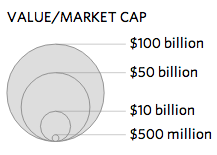 VALUE/MARKET CAP
$100 billion
$50 billion
$10 billion
$500 million